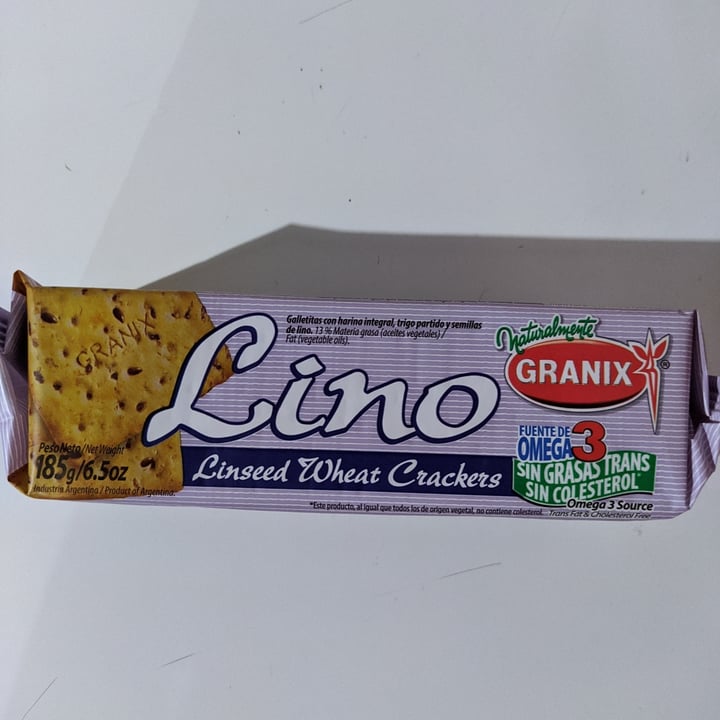 GRANIX
Galletitas con harina integral, trigo partido y semillas
de lino. 13 % Materia grasa (aceites vegetales) /
Fat (vegetable oils).
Lino
Linseed Wheat Crackers
Naturalmente
GRANIX
®
FUENTE DE
OMEGA 3
SIN GRASAS TRANS
SIN COLESTEROL*
Omega 3 Source
Trans Fat & Cholesterol Free
Peso Neto / Net Weight
185g/6.5oz
Industria Argentina / Product of Argentina.
*Este producto, al igual que todos los de origen vegetal, no contiene colesterol.